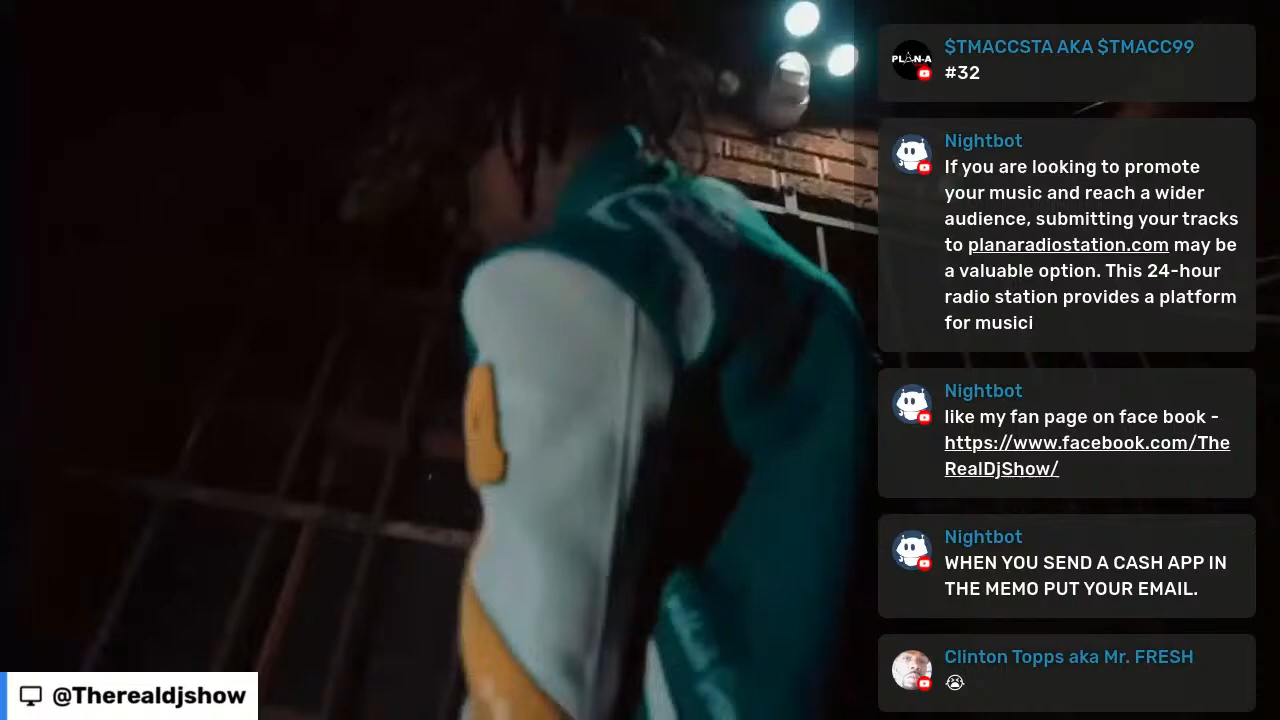 $TMACCSTA AKA $TMACC99
PLAN-A
#32
Nightbot
If you are looking to promote
your music and reach a wider
audience, submitting your tracks
to planaradiostation.com may be
a valuable option. This 24-hour
radio station provides a platform
for musici
Nightbot
like my fan page on face book -
https://www.facebook.com/The
RealDjShow/
Nightbot
WHEN YOU SEND A CASH APP IN
THE MEMO PUT YOUR EMAIL.
Clinton Topps aka Mr. FRESH
😭
@Therealdjshow